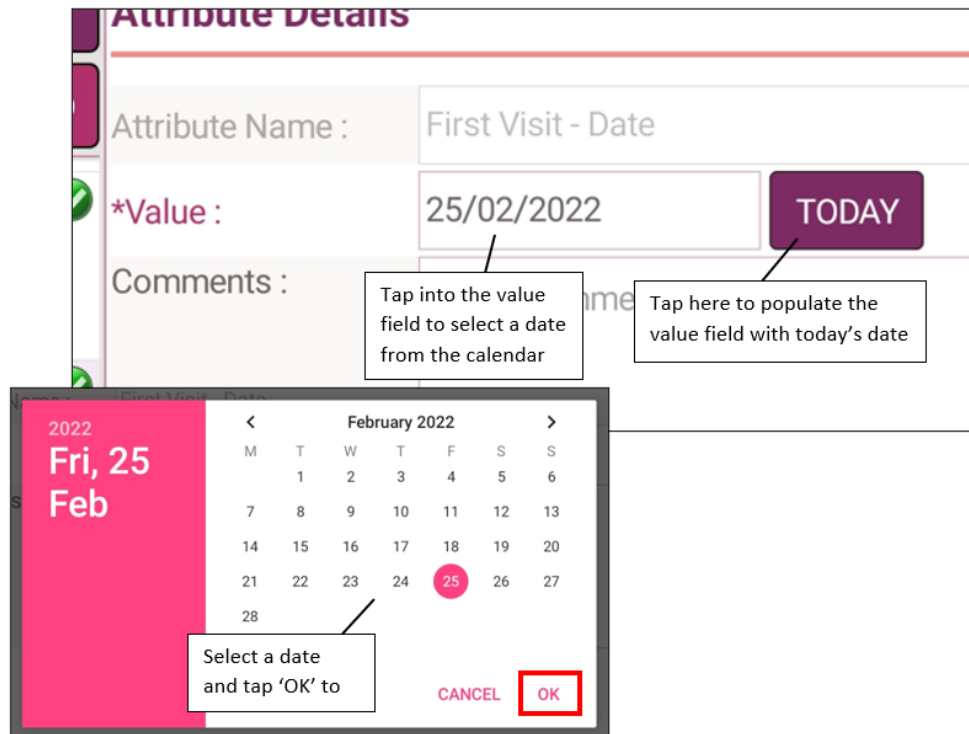 Attribute Details
Attribute Name :
First Visit - Date
*Value :
25/02/2022
TODAY
Comments :
Tap into the value
field to select a date
from the calendar
Tap here to populate the
value field with today's date
First Visit - Date
2022
Fri, 25
Feb
February 2022
M T W T F S S
1 2 3 4 5 6
7 8 9 10 11 12 13
14 15 16 17 18 19 20
21 22 23 24 25 26 27
28
Select a date
and tap ‘OK’ to
CANCEL
OK